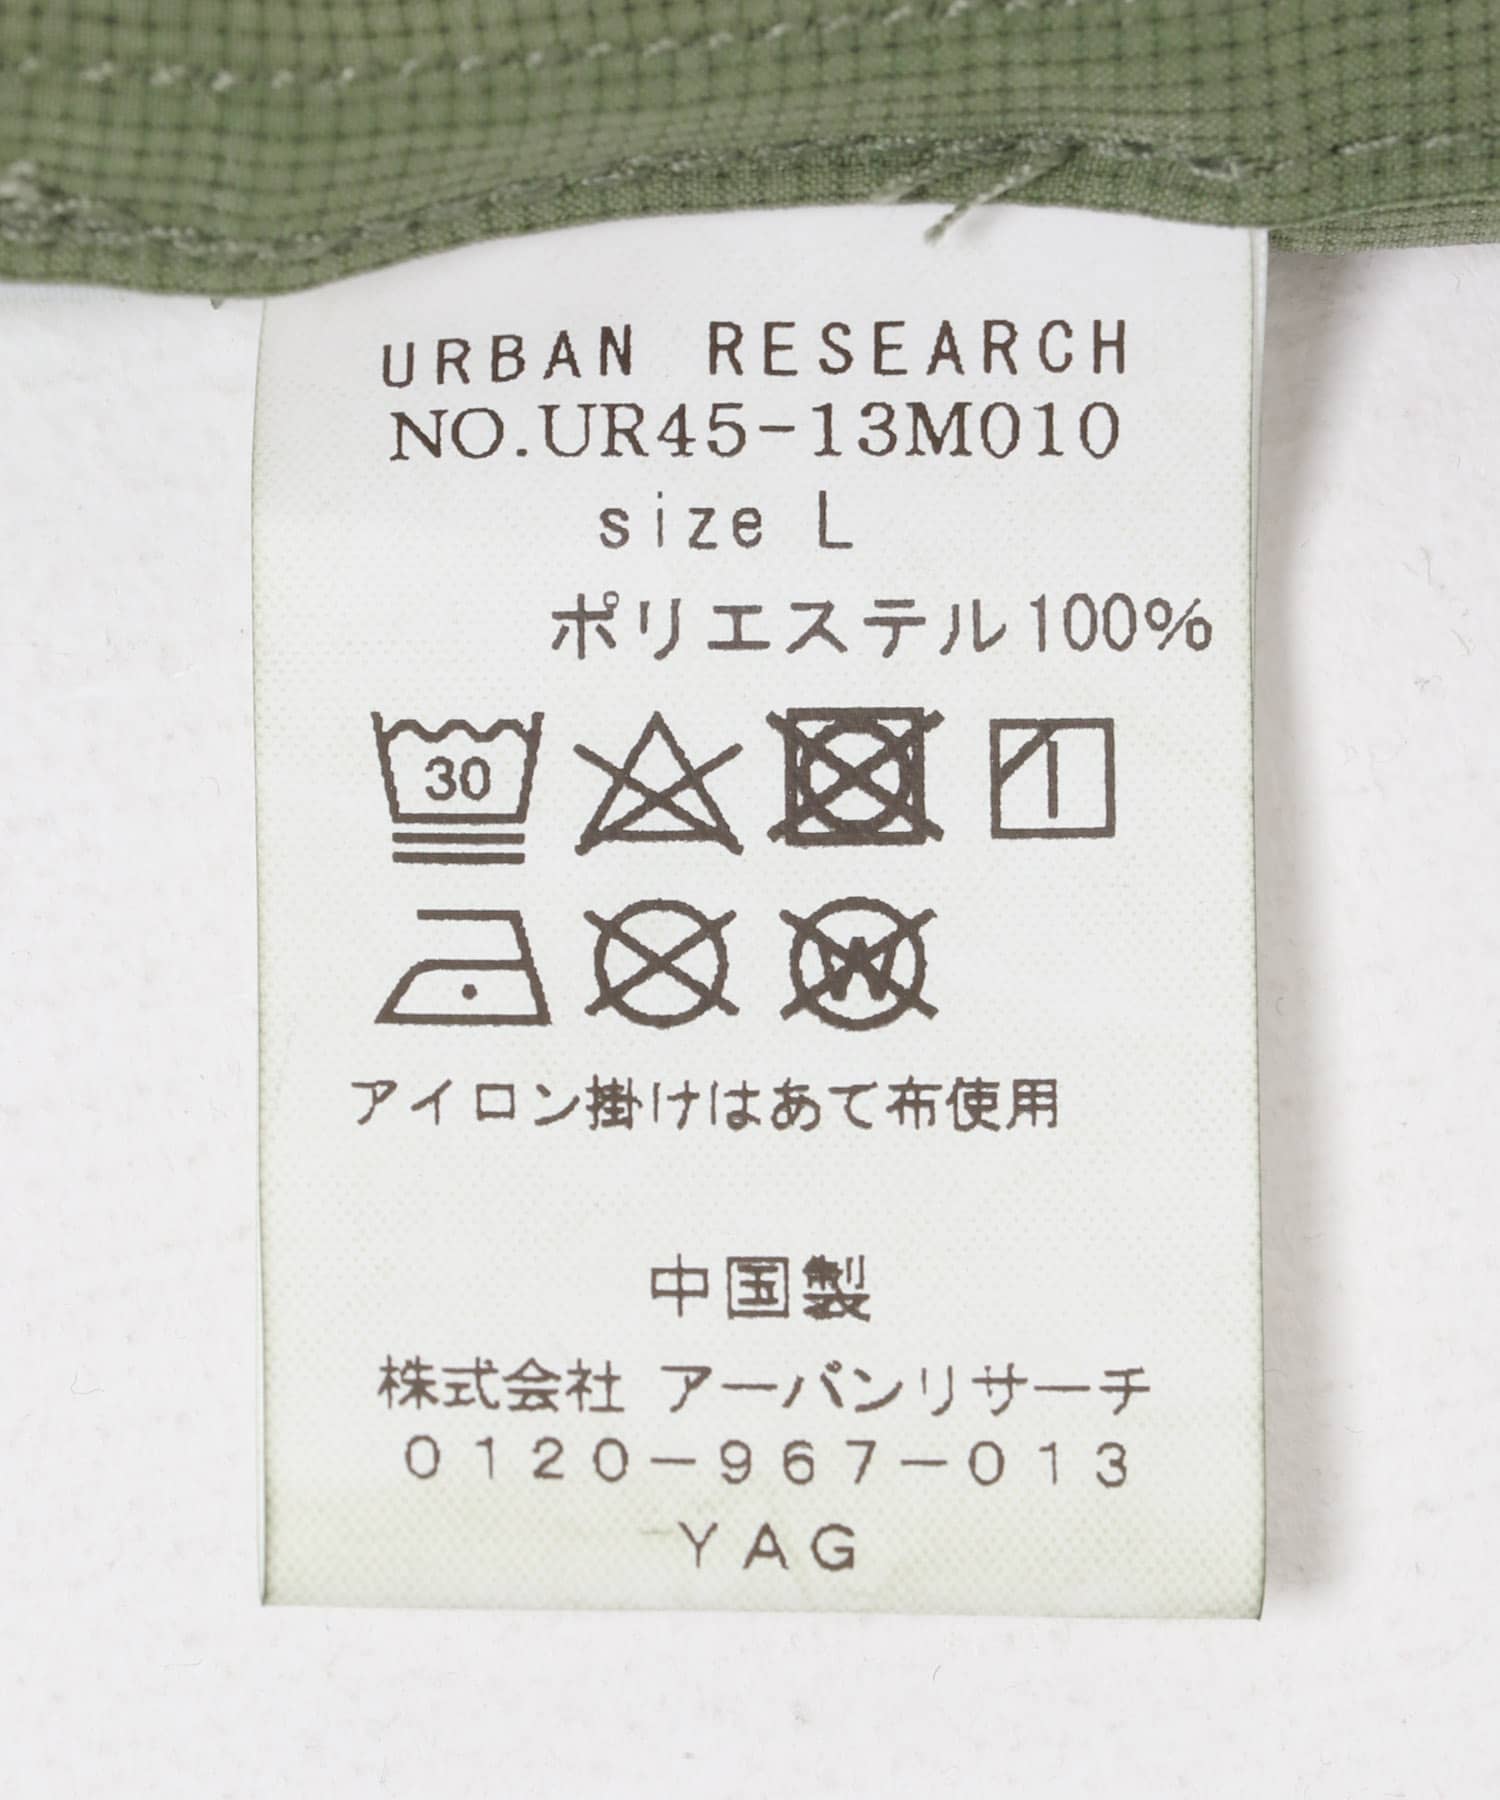 URBAN RESEARCH
NO.UR45-13M010
size L
ポリエステル100%
30
W
アイロン掛けはあて布使用
中国製
株式会社 アーバンリサーチ
0120-967-013
YAG